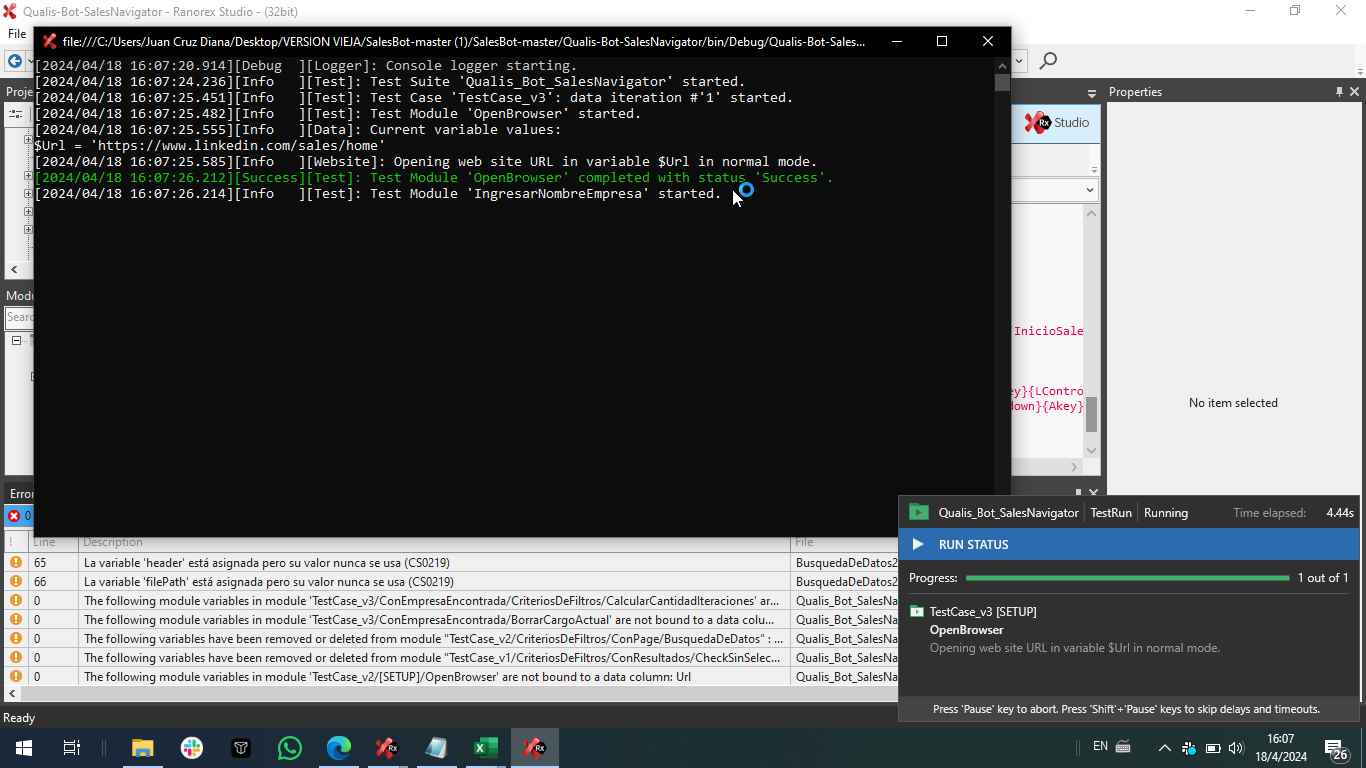 Qualis-Bot-SalesNavigator - Ranorex Studio - (32bit)
File
file:///C:/Users/Juan Cruz Diana/Desktop/VERSION VIEJA/SalesBot-master (1)/SalesBot-master/Qualis-Bot-SalesNavigator/bin/Debug/Qualis-Bot-Sales...
[2024/04/18 16:07:20.914][Debug  ][Logger]: Console logger starting.
[2024/04/18 16:07:24.236][Info   ][Test]: Test Suite 'Qualis_Bot_SalesNavigator' started.
[2024/04/18 16:07:25.451][Info   ][Test]: Test Case 'TestCase_v3': data iteration #'1' started.
[2024/04/18 16:07:25.482][Info   ][Test]: Test Module 'OpenBrowser' started.
[2024/04/18 16:07:25.555][Info   ][Data]: Current variable values:
$Url = 'https://www.linkedin.com/sales/home'
[2024/04/18 16:07:25.585][Info   ][Website]: Opening web site URL in variable $Url in normal mode.
[2024/04/18 16:07:26.212][Success][Test]: Test Module 'OpenBrowser' completed with status 'Success'.
[2024/04/18 16:07:26.214][Info   ][Test]: Test Module 'IngresarNombreEmpresa' started.
Proje
Modu
Searc
Properties
Rx Studio
InicioSale
ey}{LContro
down}{Akey}
No item selected
Error
0
! Line Description File
65 La variable 'header' está asignada pero su valor nunca se usa (CS0219) BusquedaDeDatos2
66 La variable 'filePath' está asignada pero su valor nunca se usa (CS0219) BusquedaDeDatos2
0 The following module variables in module 'TestCase_v3/ConEmpresaEncontrada/CriteriosDeFiltros/CalcularCantidadIteraciones' ar... Qualis_Bot_SalesNa
0 The following module variables in module 'TestCase_v3/ConEmpresaEncontrada/BorrarCargoActual' are not bound to a data colu... Qualis_Bot_SalesNa
0 The following variables have been removed or deleted from module "TestCase_v2/CriteriosDeFiltros/ConPage/BusquedaDeDatos" : ... Qualis_Bot_SalesNa
0 The following variables have been removed or deleted from module "TestCase_v1/CriteriosDeFiltros/ConResultados/CheckSinSelec... Qualis_Bot_SalesNa
0 The following module variables in module 'TestCase_v2/[SETUP]/OpenBrowser' are not bound to a data column: Url Qualis_Bot_SalesNa
Qualis_Bot_SalesNavigator TestRun Running Time elapsed: 4.44s
RUN STATUS
Progress: 1 out of 1
TestCase_v3 [SETUP]
OpenBrowser
Opening web site URL in variable $Url in normal mode.
Press 'Pause' key to abort. Press 'Shift'+'Pause' keys to skip delays and timeouts.
Ready
Rx
Rx
EN
16:07
18/4/2024
26